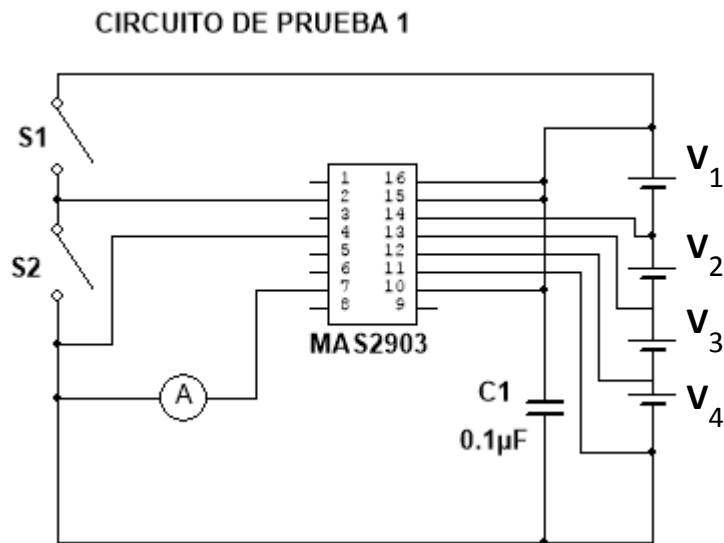 CIRCUITO DE PRUEBA 1
S1
S2
1 16
2 15
3 14
4 13
5 12
6 11
7 10
8 9
MAS2903
A
C1
0.1µF
V1
V2
V3
V4